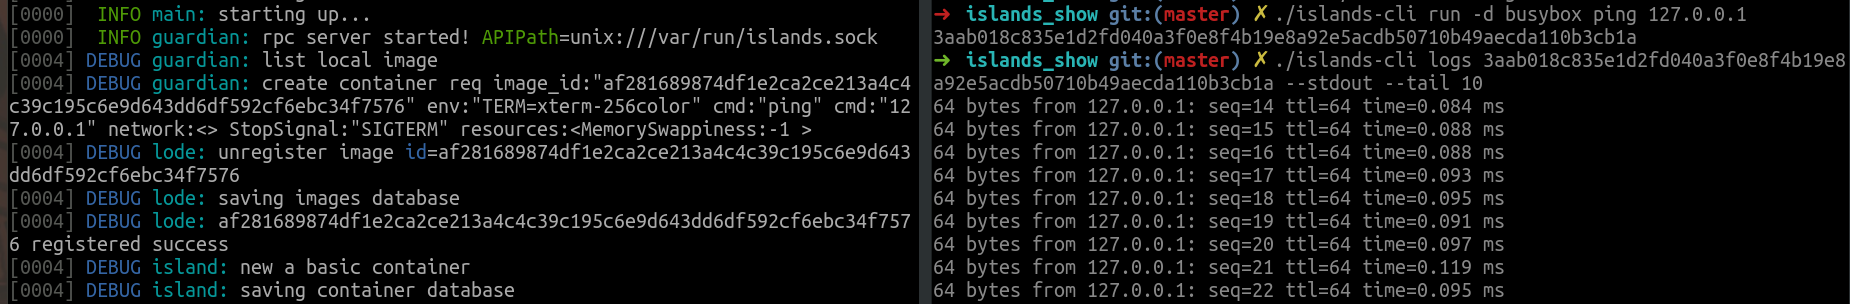 [0000]  INFO main: starting up...
[0000]  INFO guardian: rpc server started! APIPath=unix:///var/run/islands.sock
[0004] DEBUG guardian: list local image
[0004] DEBUG guardian: create container req image_id:"af281689874df1e2ca2ce213a4c4
c39c195c6e9d643dd6df592cf6ebc34f7576" env:"TERM=xterm-256color" cmd:"ping" cmd:"12
7.0.0.1" network:<> StopSignal:"SIGTERM" resources:<MemorySwappiness:-1 >
[0004] DEBUG lode: unregister image id=af281689874df1e2ca2ce213a4c4c39c195c6e9d643
dd6df592cf6ebc34f7576
[0004] DEBUG lode: saving images database
[0004] DEBUG lode: af281689874df1e2ca2ce213a4c4c39c195c6e9d643dd6df592cf6ebc34f757
6 registered success
[0004] DEBUG island: new a basic container
[0004] DEBUG island: saving container database
➜ islands_show git:(master) ✗ ./islands-cli run -d busybox ping 127.0.0.1
3aab018c835e1d2fd040a3f0e8f4b19e8a92e5acdb50710b49aecda110b3cb1a
➜ islands_show git:(master) ✗ ./islands-cli logs 3aab018c835e1d2fd040a3f0e8f4b19e8
a92e5acdb50710b49aecda110b3cb1a --stdout --tail 10
64 bytes from 127.0.0.1: seq=14 ttl=64 time=0.084 ms
64 bytes from 127.0.0.1: seq=15 ttl=64 time=0.088 ms
64 bytes from 127.0.0.1: seq=16 ttl=64 time=0.088 ms
64 bytes from 127.0.0.1: seq=17 ttl=64 time=0.093 ms
64 bytes from 127.0.0.1: seq=18 ttl=64 time=0.095 ms
64 bytes from 127.0.0.1: seq=19 ttl=64 time=0.091 ms
64 bytes from 127.0.0.1: seq=20 ttl=64 time=0.097 ms
64 bytes from 127.0.0.1: seq=21 ttl=64 time=0.119 ms
64 bytes from 127.0.0.1: seq=22 ttl=64 time=0.095 ms